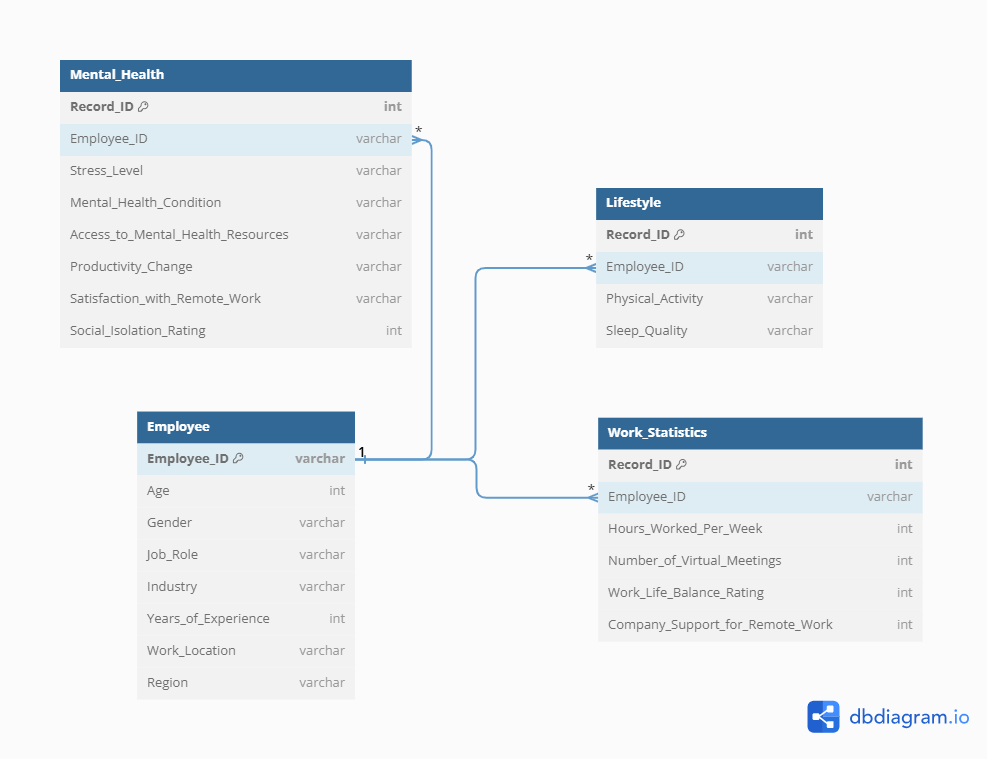 Mental_Health
Record_ID int
Employee_ID varchar
Stress_Level varchar
Mental_Health_Condition varchar
Access_to_Mental_Health_Resources varchar
Productivity_Change varchar
Satisfaction_with_Remote_Work varchar
Social_Isolation_Rating int
*
Lifestyle
Record_ID int
*
Employee_ID varchar
Physical_Activity varchar
Sleep_Quality varchar
Employee
Employee_ID varchar
1
Age int
Gender varchar
Job_Role varchar
Industry varchar
Years_of_Experience int
Work_Location varchar
Region varchar
Work_Statistics
Record_ID int
*
Employee_ID varchar
Hours_Worked_Per_Week int
Number_of_Virtual_Meetings int
Work_Life_Balance_Rating int
Company_Support_for_Remote_Work int
dbdiagram.io